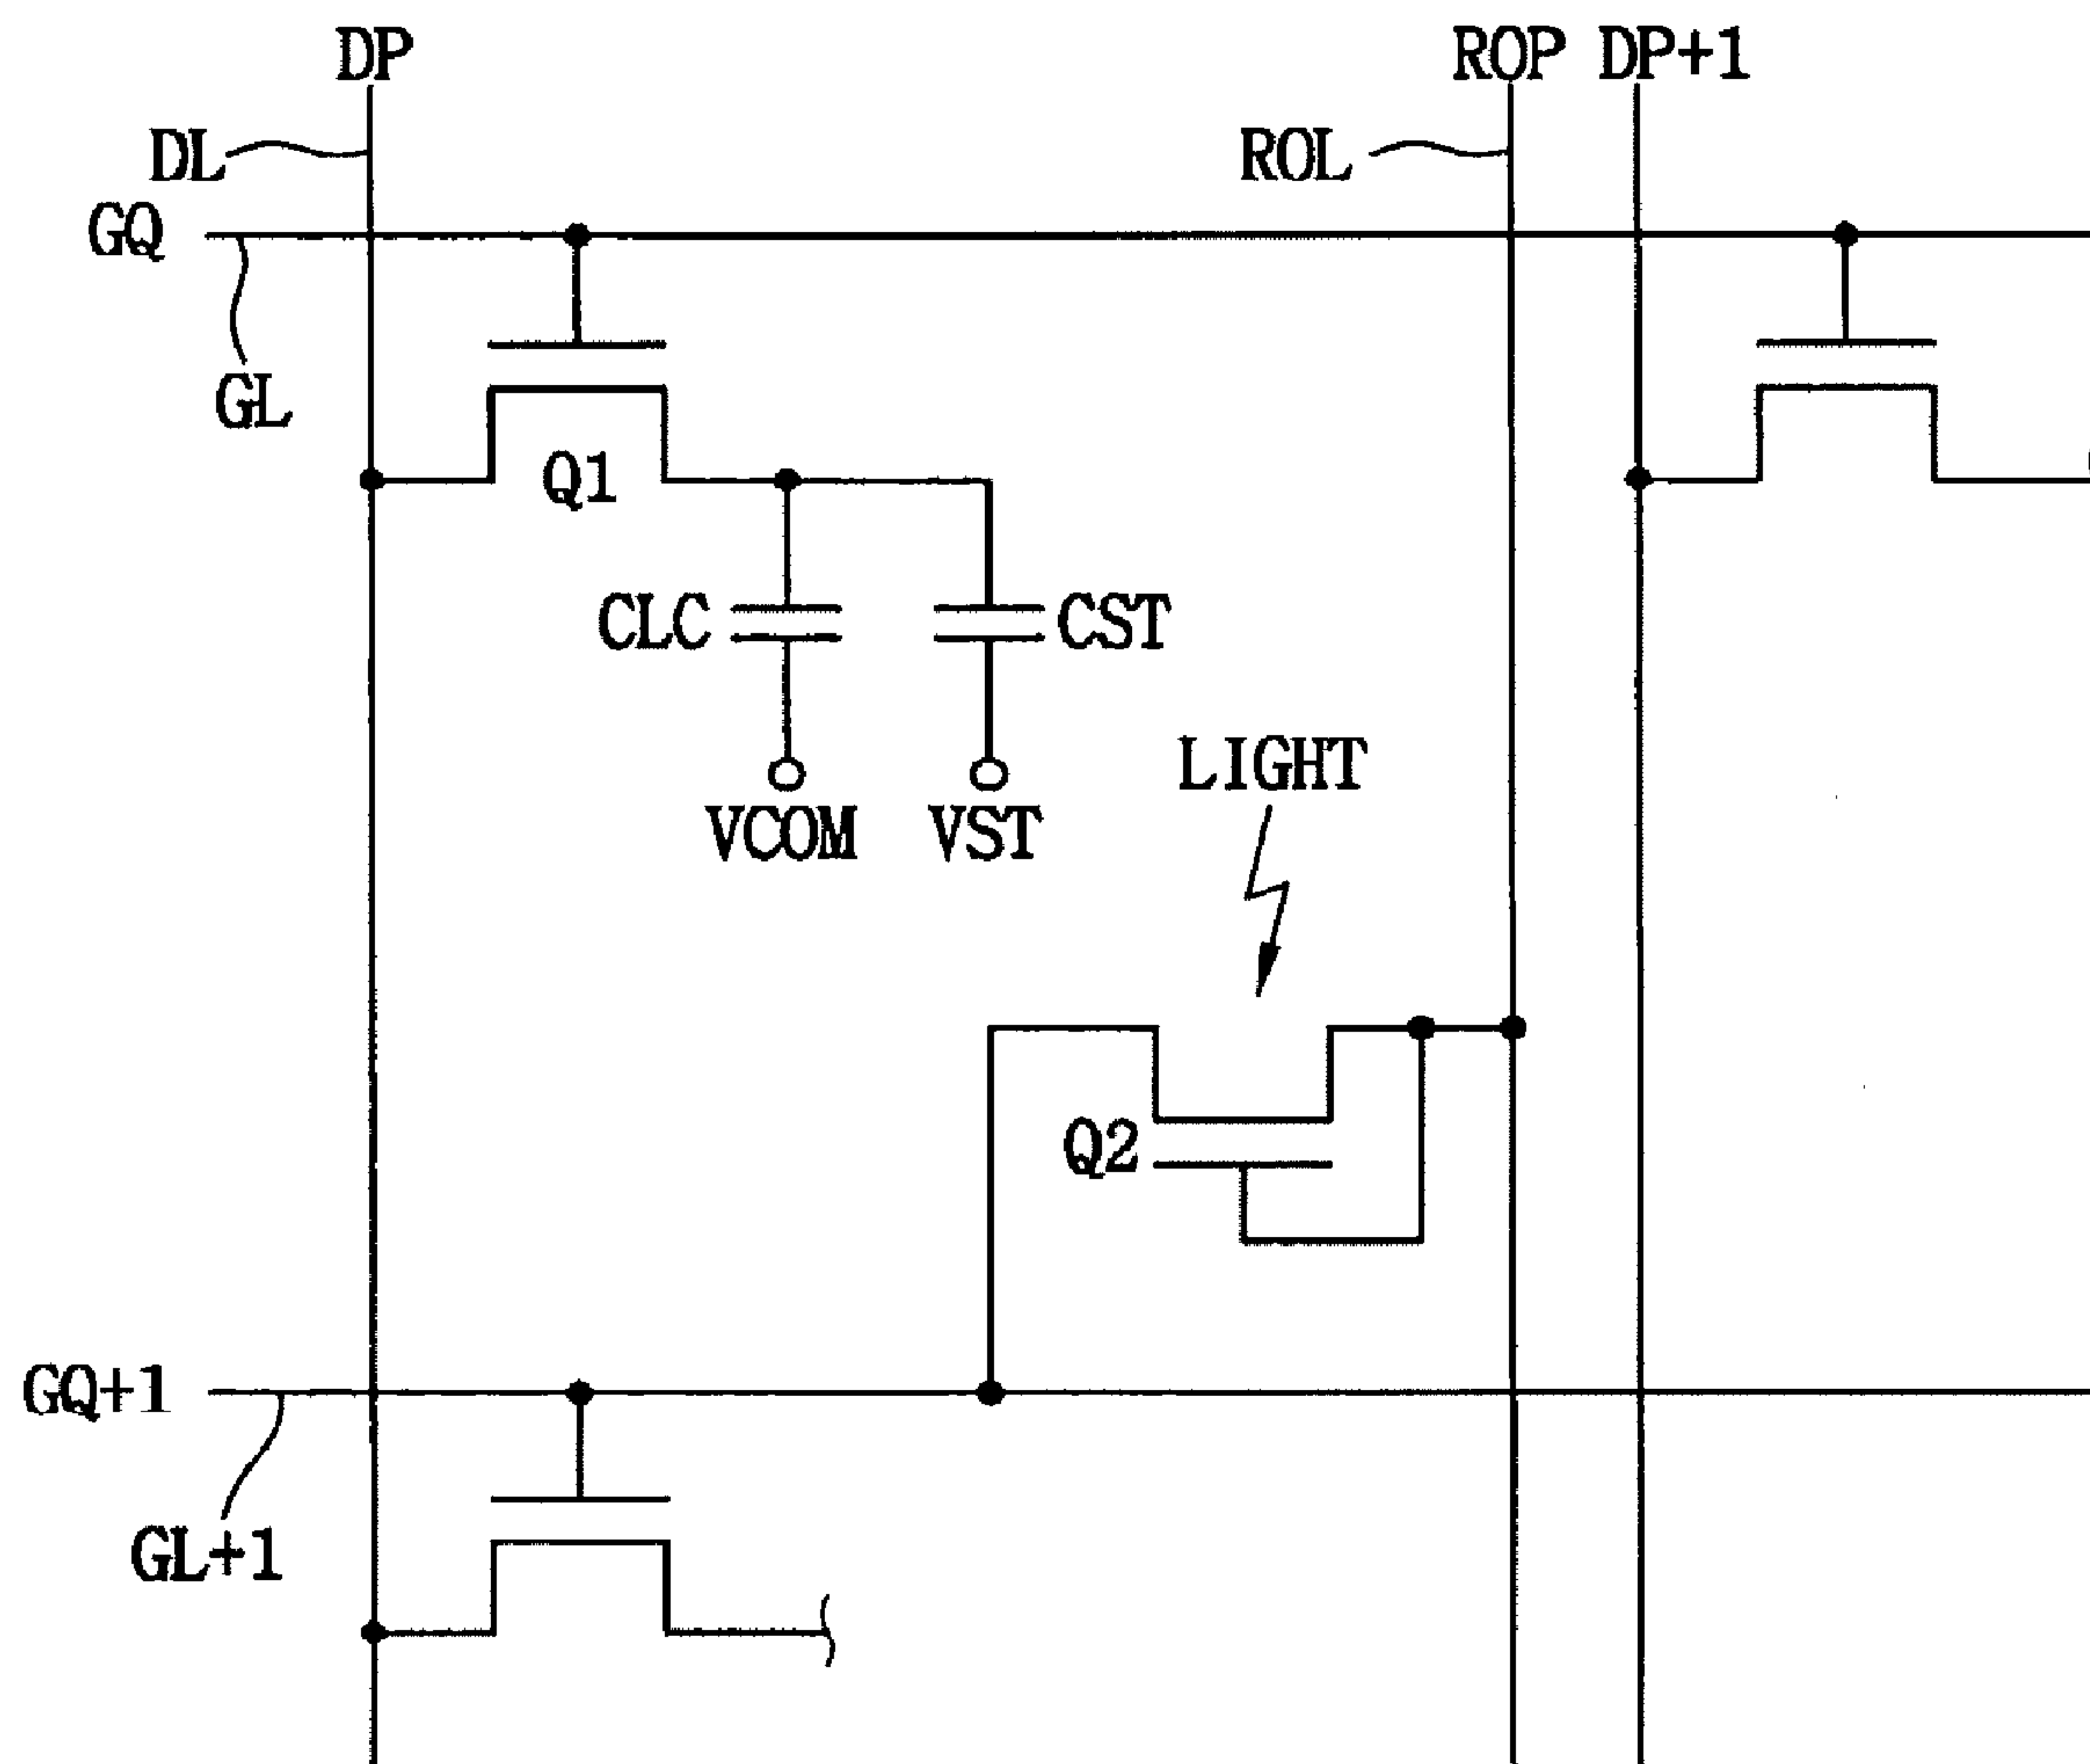 DP
ROP DP+1
DL
ROL
GQ
GL
Q1
CLC
CST
LIGHT
VCOM VST
Q2
GQ+1
GL+1